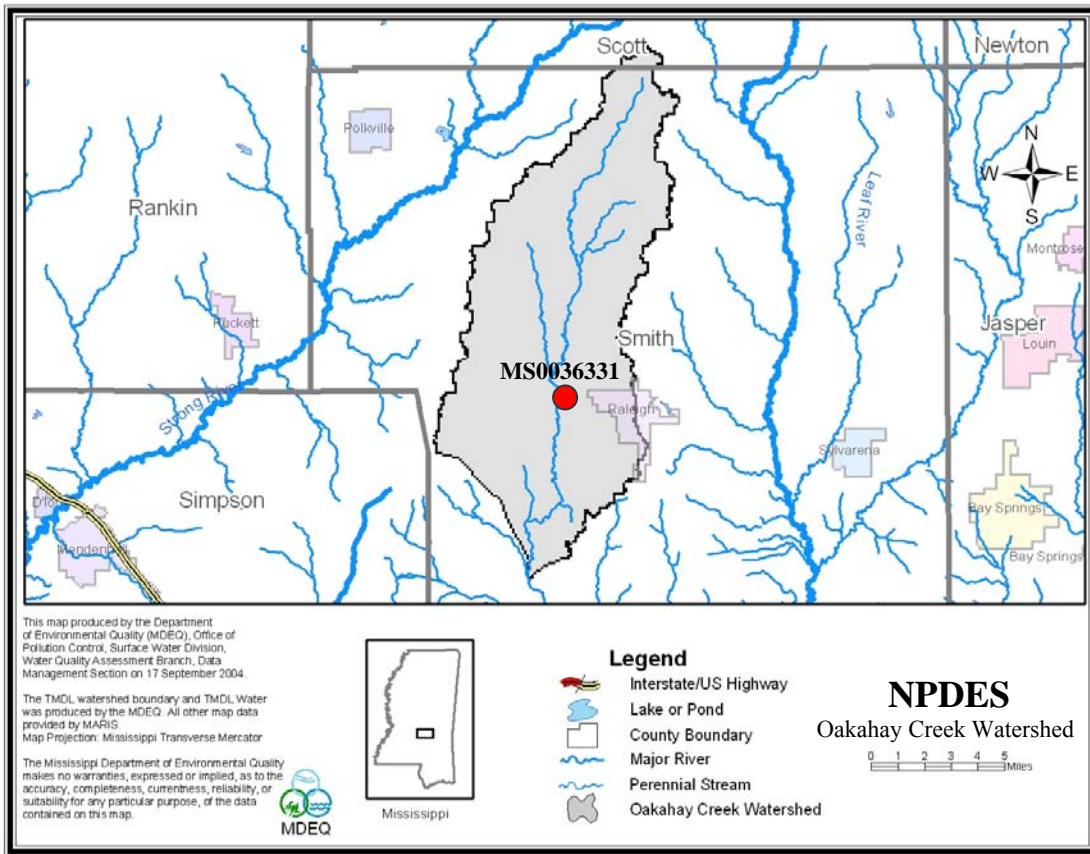 Scott
Newton
Polkville
N
W E
S
Rankin
Leaf River
Montrose
Puckett
Smith
Jasper
Louin
MS0036331
Raleigh
Strong River
Sylvarena
Simpson
D'lo
Bay Springs
Mendenh
Bay Springs
This map produced by the Department
of Environmental Quality (MDEQ), Office of
Pollution Control, Surface Water Division,
Water Quality Assessment Branch, Data
Management Section on 17 September 2004.
The TMDL watershed boundary and TMDL Water
was produced by the MDEQ. All other map data
provided by MARIS.
Map Projection: Mississippi Transverse Mercator
The Mississippi Department of Environmental Quality
makes no warranties, expressed or implied, as to the
accuracy, completeness, currentness, reliability, or
suitability for any particular purpose, of the data
contained on this map.
MDEQ
Mississippi
Legend
Interstate/US Highway
Lake or Pond
County Boundary
Major River
Perennial Stream
Oakahay Creek Watershed
NPDES
Oakahay Creek Watershed
0 1 2 3 4 5
Miles